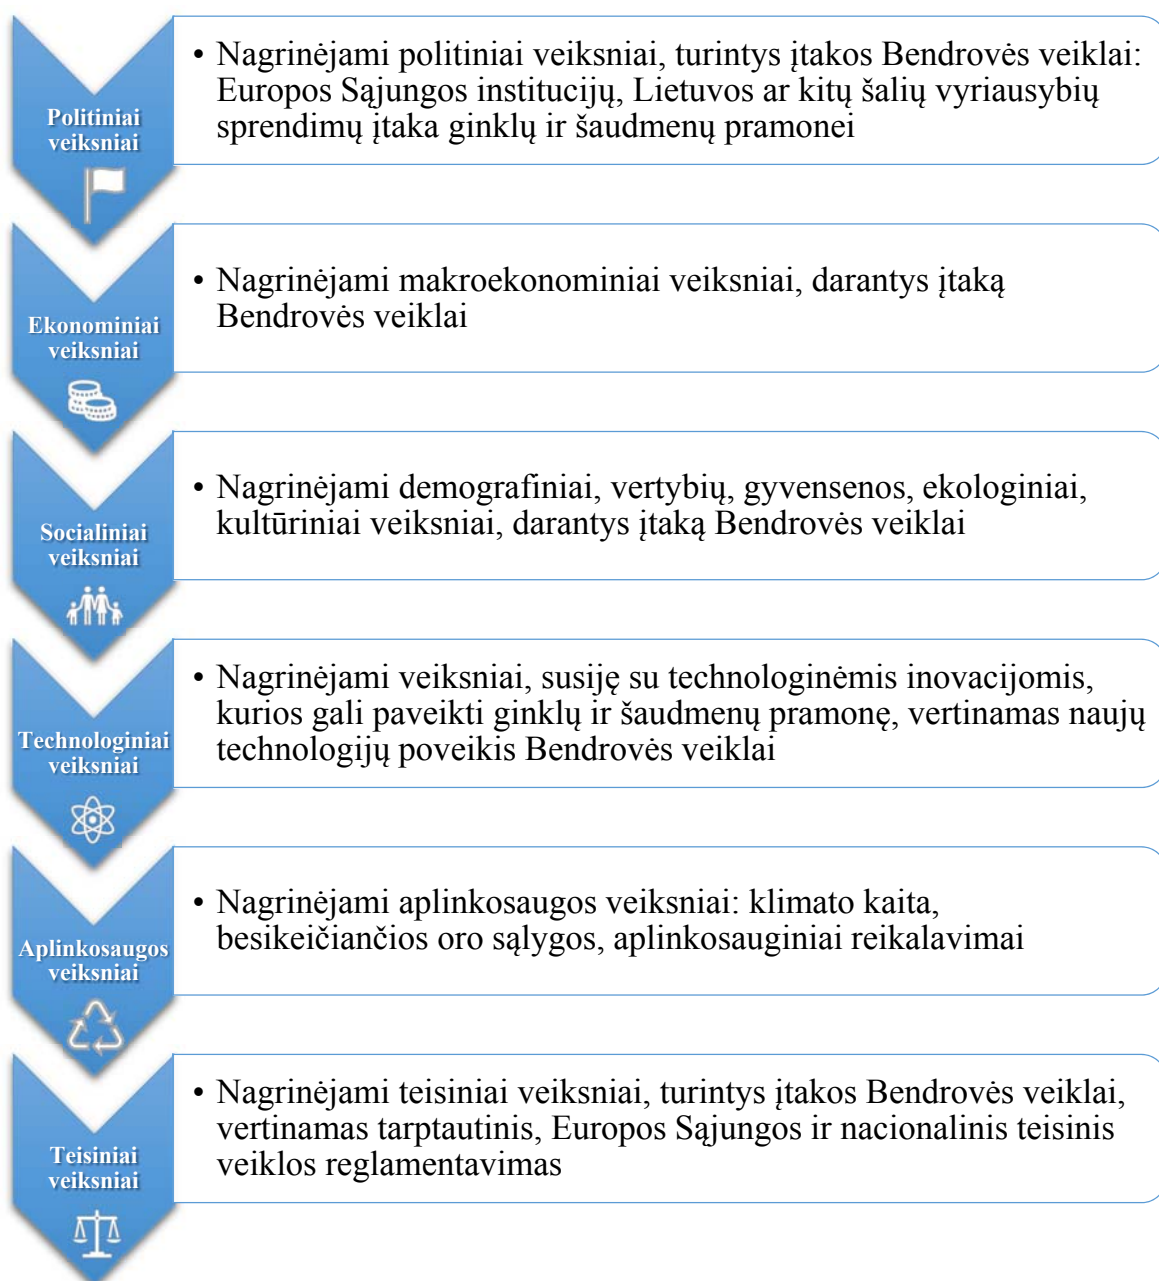 Politiniai
veiksniai
• Nagrinėjami politiniai veiksniai, turintys įtakos Bendrovės veiklai:
Europos Sąjungos institucijų, Lietuvos ar kitų šalių vyriausybių
sprendimų įtaka ginklų ir šaudmenų pramonei
Ekonominiai
veiksniai
• Nagrinėjami makroekonominiai veiksniai, darantys įtaką
Bendrovės veiklai
Socialiniai
veiksniai
• Nagrinėjami demografiniai, vertybių, gyvensenos, ekologiniai,
kultūriniai veiksniai, darantys įtaką Bendrovės veiklai
Technologiniai
veiksniai
• Nagrinėjami veiksniai, susiję su technologinėmis inovacijomis,
kurios gali paveikti ginklų ir šaudmenų pramonę, vertinamas naujų
technologijų poveikis Bendrovės veiklai
Aplinkosaugos
veiksniai
• Nagrinėjami aplinkosaugos veiksniai: klimato kaita,
besikeičiančios oro sąlygos, aplinkosauginiai reikalavimai
Teisiniai
veiksniai
• Nagrinėjami teisiniai veiksniai, turintys įtakos Bendrovės veiklai,
vertinamas tarptautinis, Europos Sąjungos ir nacionalinis teisinis
veiklos reglamentavimas